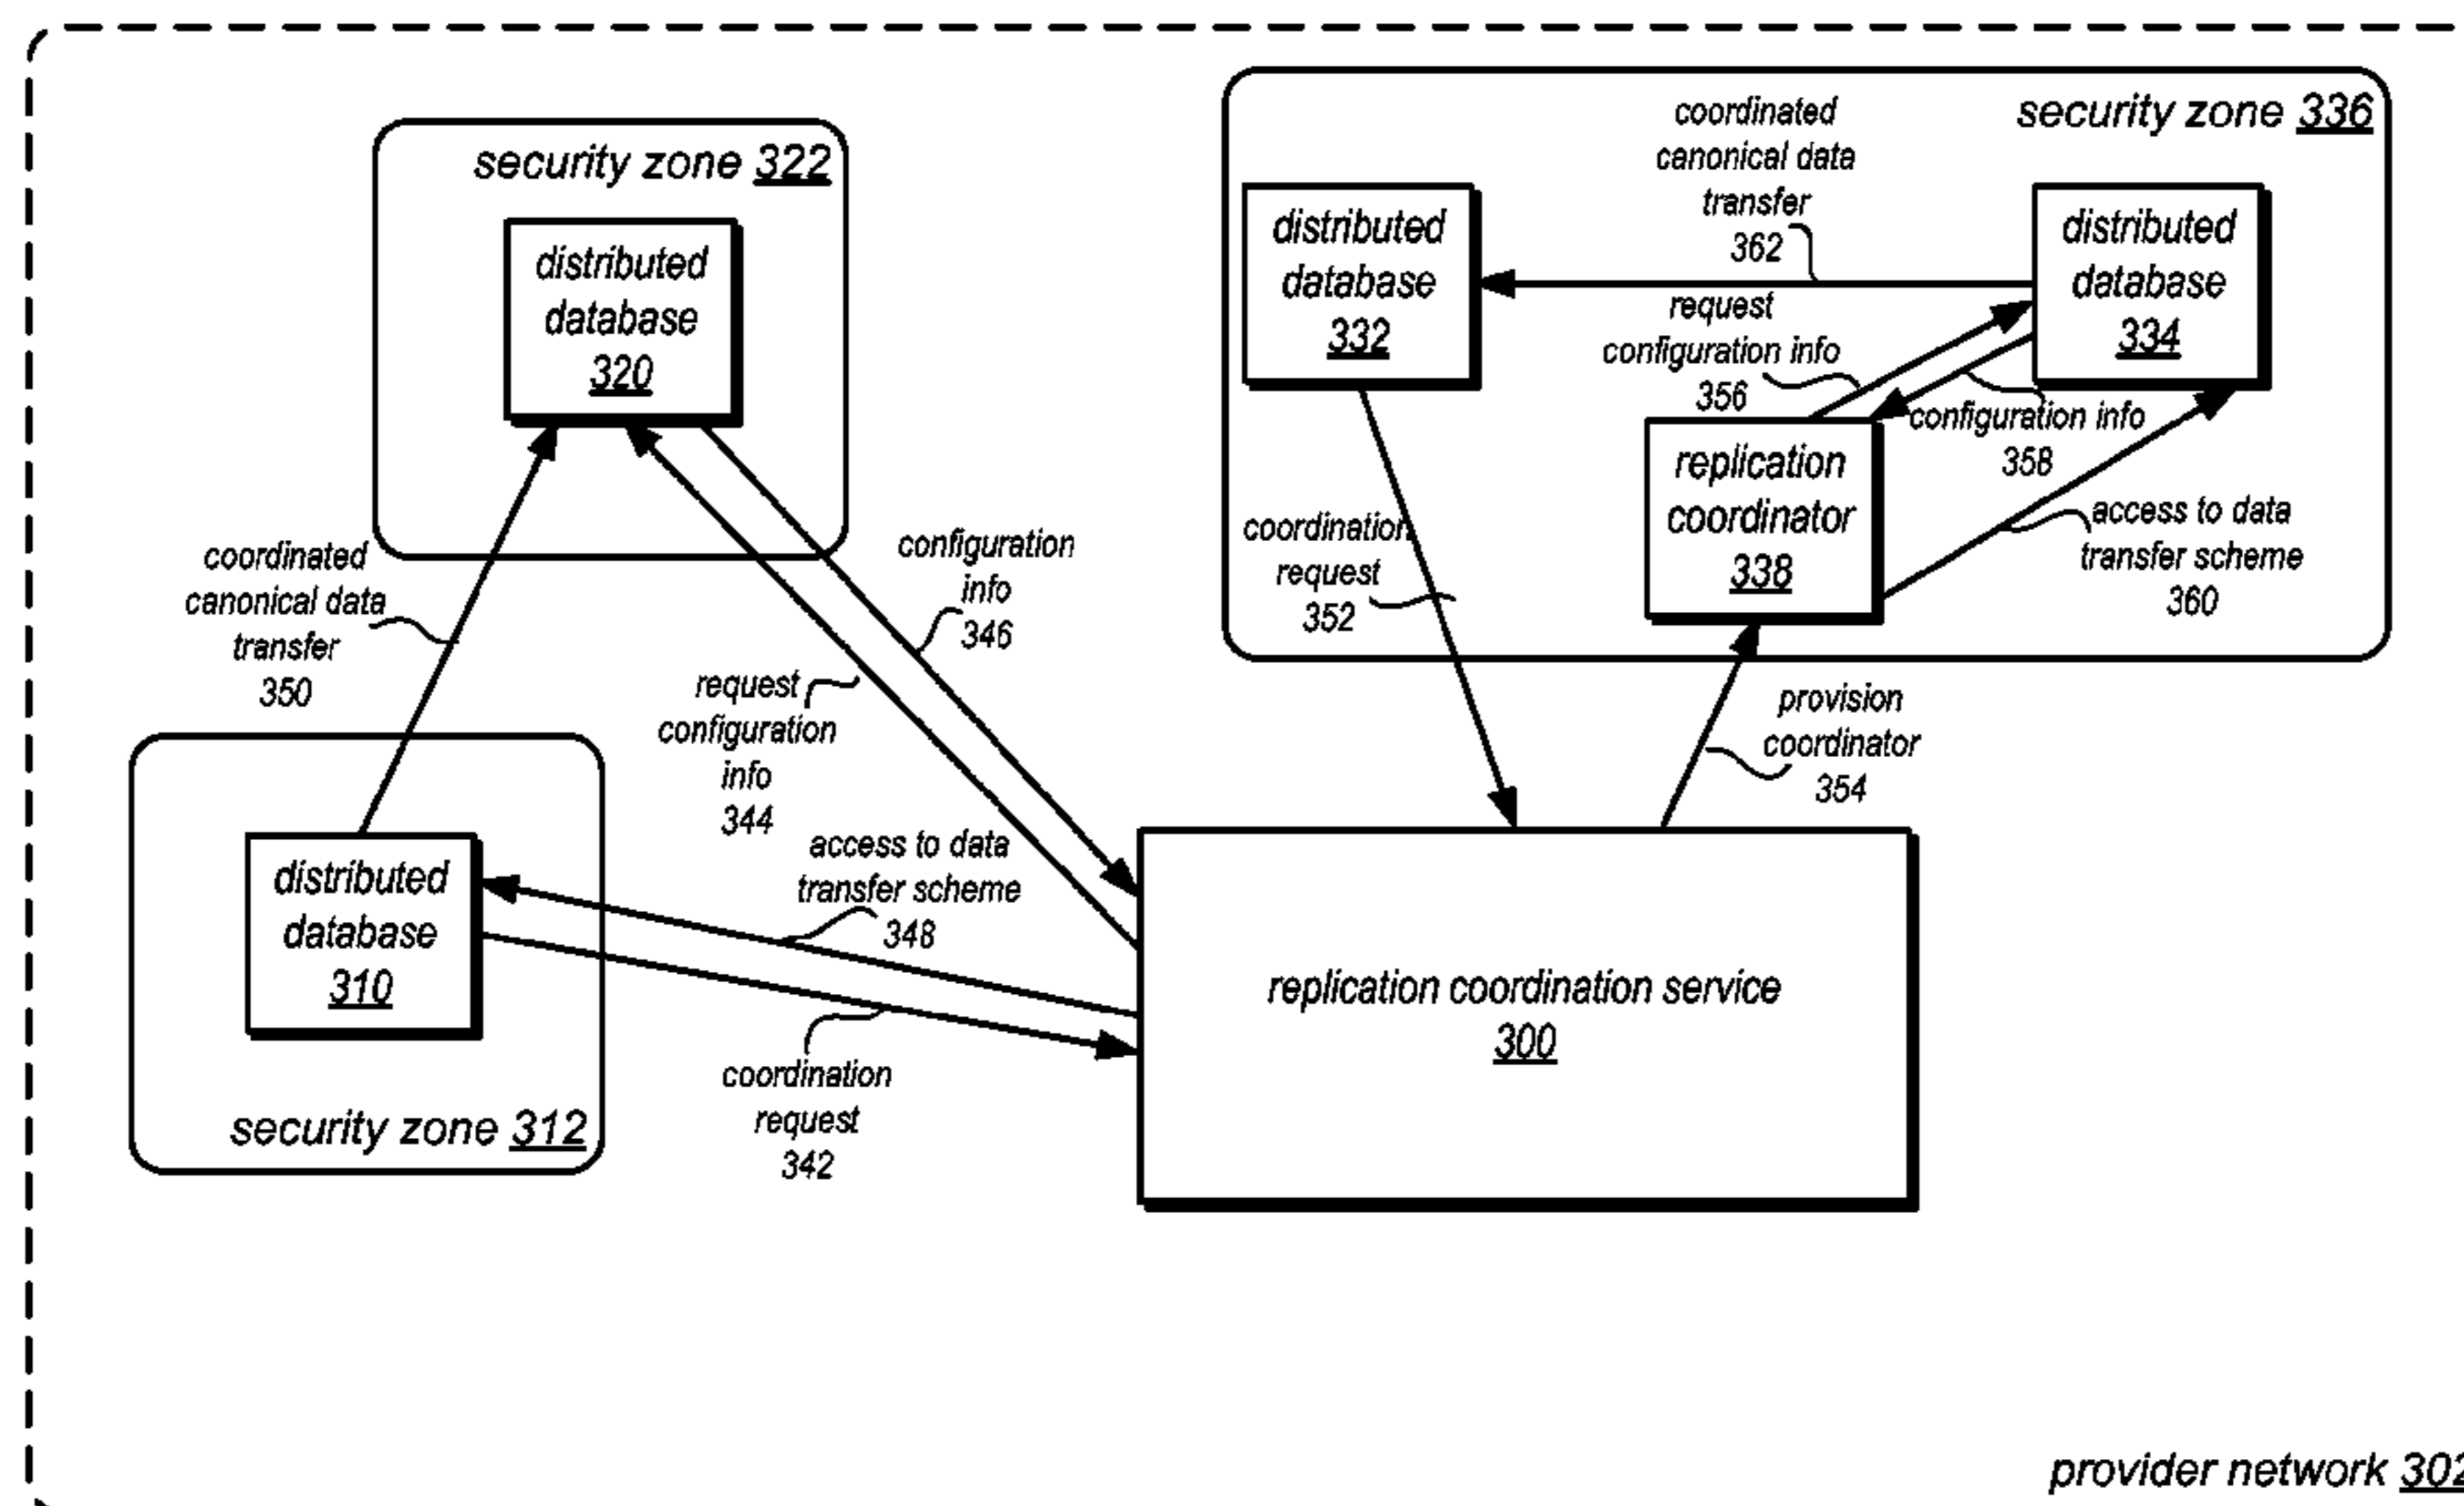 security zone 322
distributed
database
320
security zone 336
coordinated
canonical data
transfer
362
distributed
database
332
distributed
database
334
request
configuration info
356
configuration info
358
replication
coordinator
338
access to data
transfer scheme
360
coordination
request
352
provision
coordinator
354
coordinated
canonical data
transfer
350
configuration
info
346
request
configuration
info
344
access to data
transfer scheme
348
distributed
database
310
security zone 312
coordination
request
342
replication coordination service
300
provider network 302